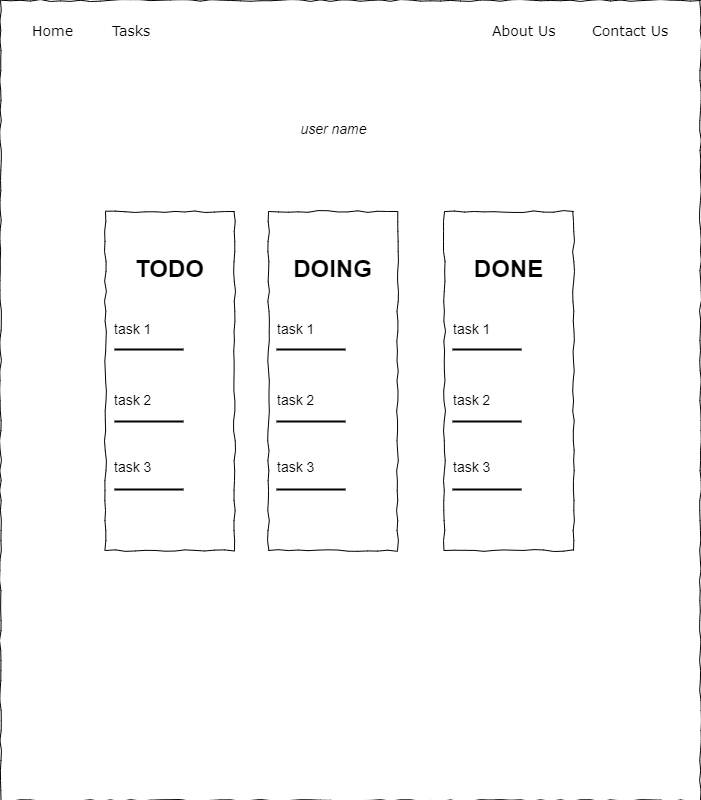 Home Tasks About Us Contact Us
user name
TODO DOING DONE
task 1 task 1 task 1
task 2 task 2 task 2
task 3 task 3 task 3